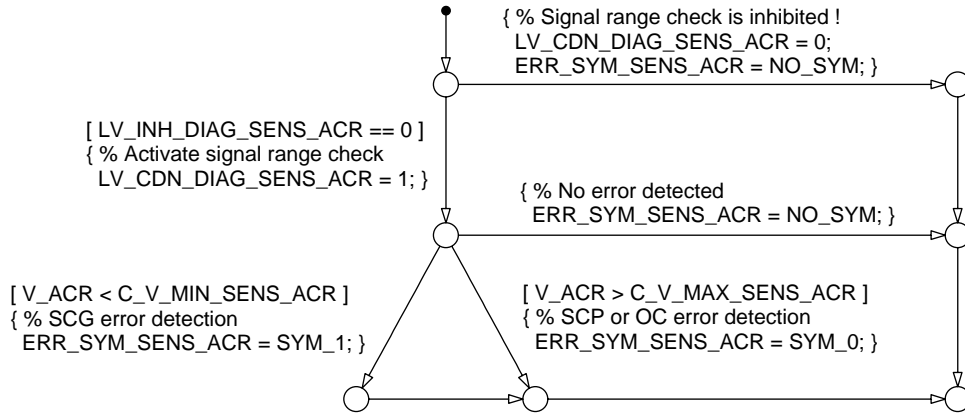 { % Signal range check is inhibited !
LV_CDN_DIAG_SENS_ACR = 0;
ERR_SYM_SENS_ACR = NO_SYM; }
[ LV_INH_DIAG_SENS_ACR == 0 ]
{ % Activate signal range check
LV_CDN_DIAG_SENS_ACR = 1; }
{ % No error detected
ERR_SYM_SENS_ACR = NO_SYM; }
[ V_ACR < C_V_MIN_SENS_ACR ]
{ % SCG error detection
ERR_SYM_SENS_ACR = SYM_1; }
[ V_ACR > C_V_MAX_SENS_ACR ]
{ % SCP or OC error detection
ERR_SYM_SENS_ACR = SYM_0; }